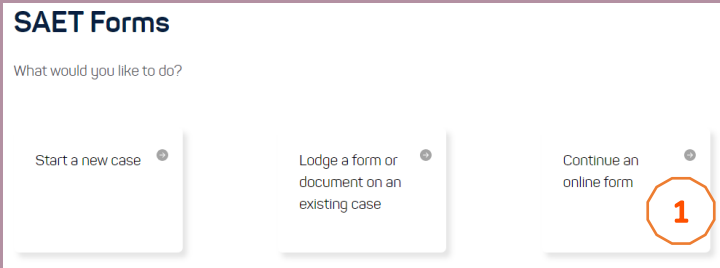 SAET Forms
What would you like to do?
Start a new case
Lodge a form or
document on an
existing case
Continue an
online form
1